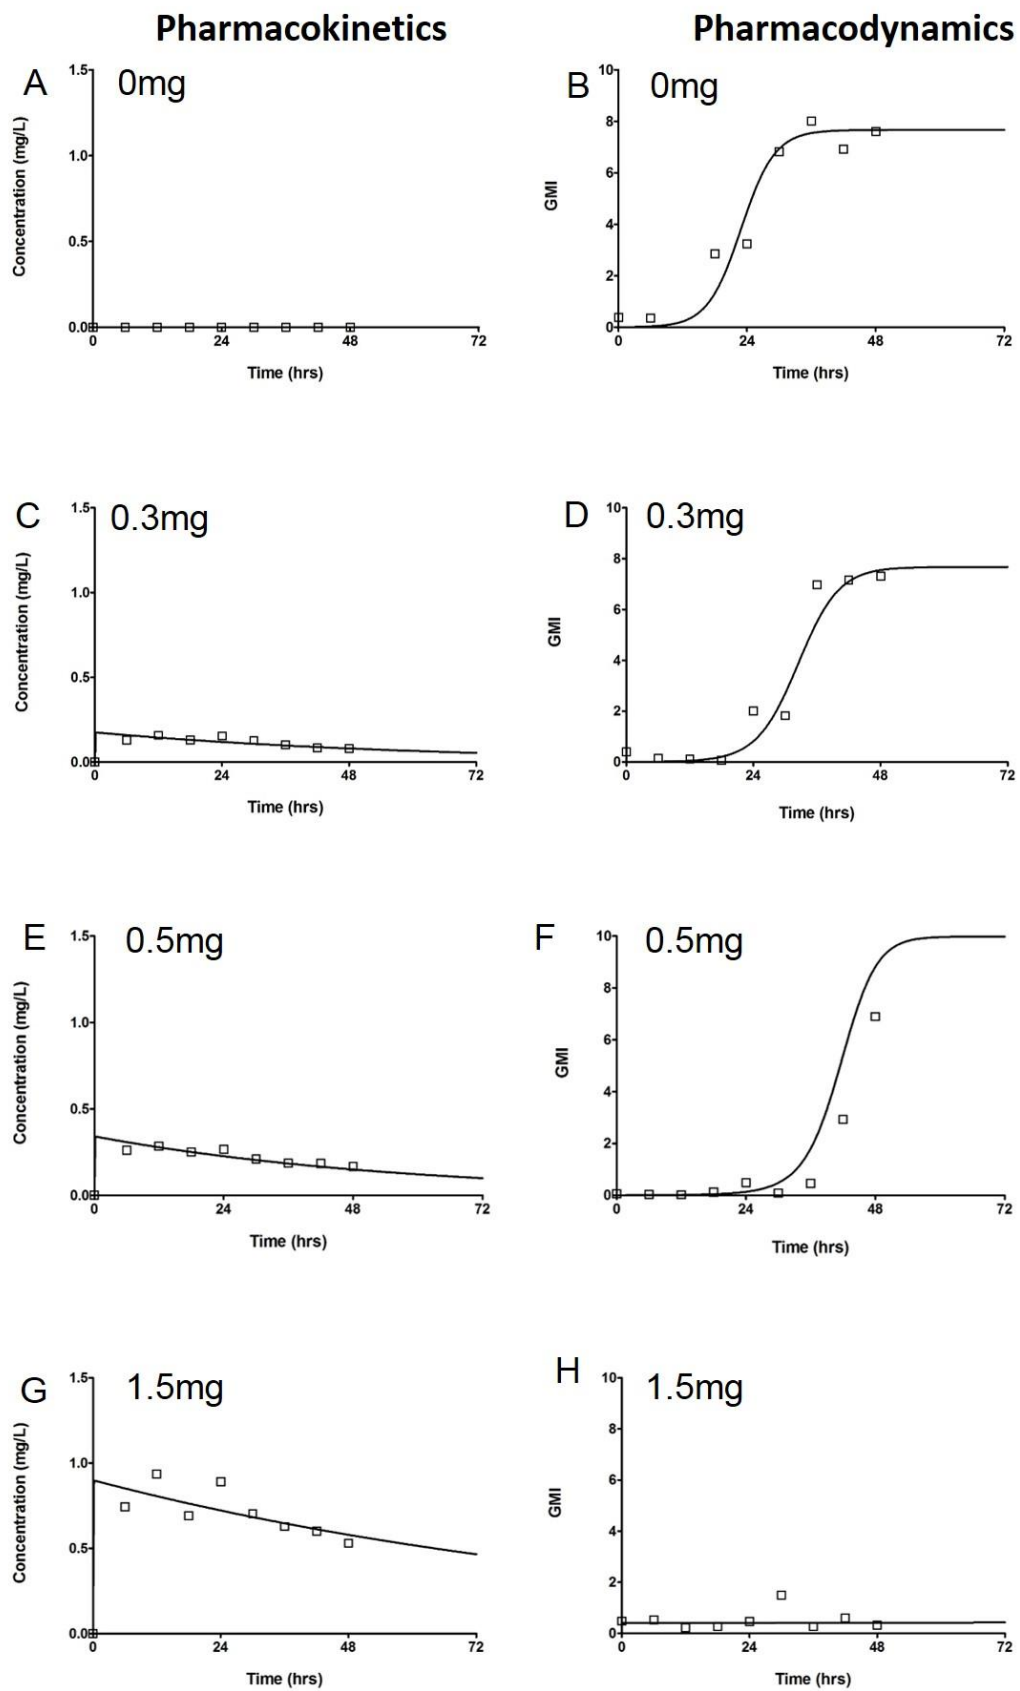 Pharmacokinetics Pharmacodynamics
A 0mg
Concentration (mg/L)
1.5
1.0
0.5
0.0
0 24 48 72
Time (hrs)
B 0mg
GMI
10
8
6
4
2
0
0 24 48 72
Time (hrs)
C 0.3mg
Concentration (mg/L)
1.5
1.0
0.5
0.0
0 24 48 72
Time (hrs)
D 0.3mg
GMI
10
8
6
4
2
0
0 24 48 72
Time (hrs)
E 0.5mg
Concentration (mg/L)
1.5
1.0
0.5
0.0
0 24 48 72
Time (hrs)
F 0.5mg
GMI
10
8
6
4
2
0
0 24 48 72
Time (hrs)
G 1.5mg
Concentration (mg/L)
1.5
1.0
0.5
0.0
0 24 48 72
Time (hrs)
H 1.5mg
GMI
10
8
6
4
2
0
0 24 48 72
Time (hrs)